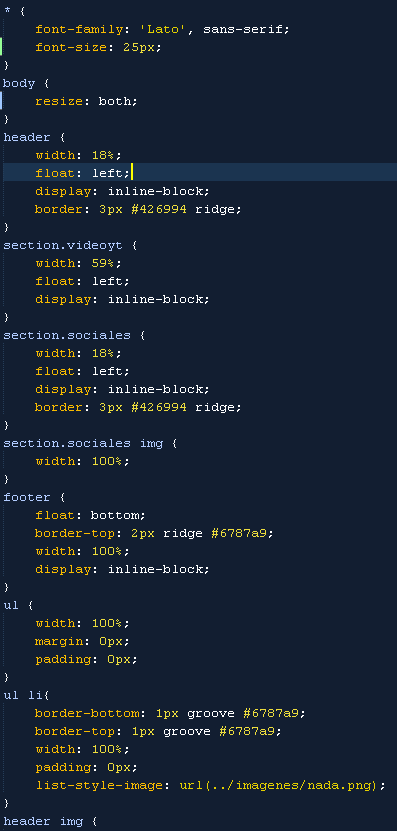 * {
font-family: 'Lato', sans-serif;
font-size: 25px;
}
body {
resize: both;
}
header {
width: 18%;
float: left;
display: inline-block;
border: 3px #426994 ridge;
}
section.videoyt {
width: 59%;
float: left;
display: inline-block;
}
section.sociales {
width: 18%;
float: left;
display: inline-block;
border: 3px #426994 ridge;
}
section.sociales img {
width: 100%;
}
footer {
float: bottom;
border-top: 2px ridge #6787a9;
width: 100%;
display: inline-block;
}
ul {
width: 100%;
margin: 0px;
padding: 0px;
}
ul li{
border-bottom: 1px groove #6787a9;
border-top: 1px groove #6787a9;
width: 100%;
padding: 0px;
list-style-image: url(../imagenes/nada.png);
}
header img {